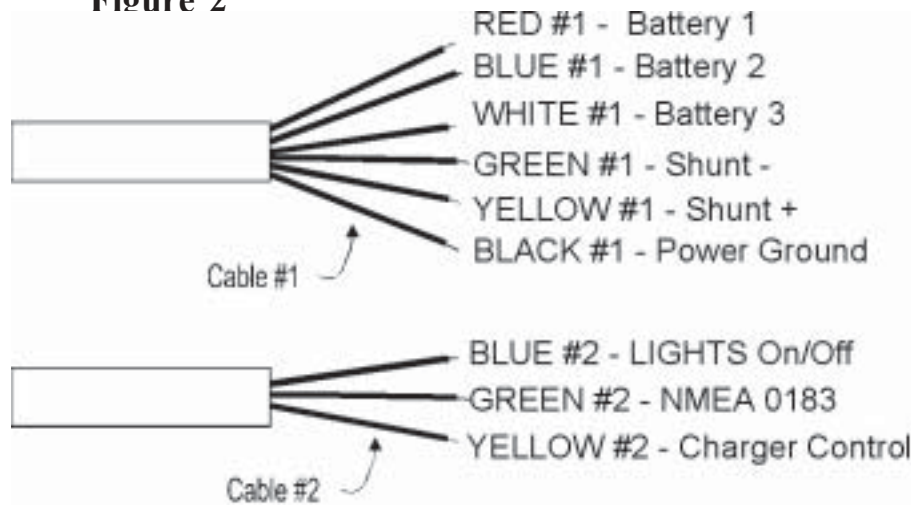 Figure 2
RED #1 - Battery 1
BLUE #1 - Battery 2
WHITE #1 - Battery 3
GREEN #1 - Shunt -
YELLOW #1 - Shunt +
BLACK #1 - Power Ground
Cable #1
BLUE #2 - LIGHTS On/Off
GREEN #2 - NMEA 0183
YELLOW #2 - Charger Control
Cable #2